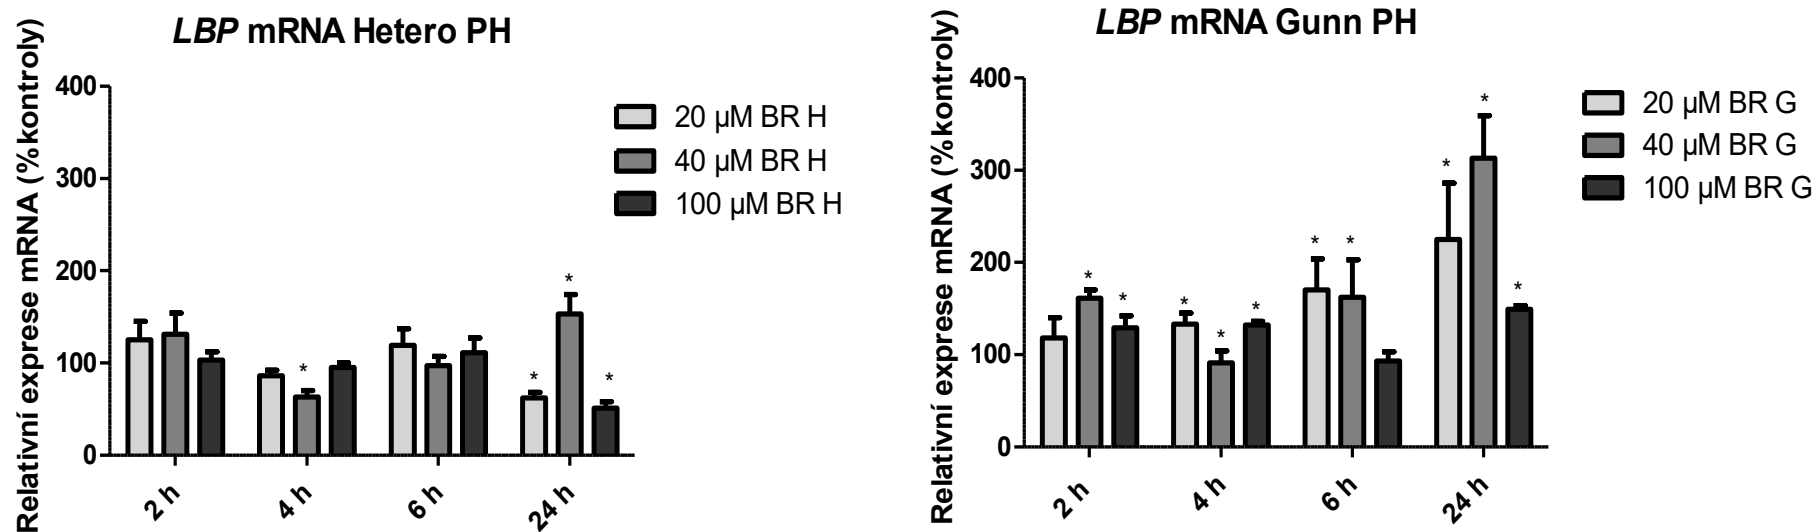 LBP mRNA Hetero PH
Relativní exprese mRNA (%kontroly)
400
300
200
100
0
* * * *
2 h 4 h 6 h 24 h
20 µM BR H
40 µM BR H
100 µM BR H
LBP mRNA Gunn PH
Relativní exprese mRNA (%kontroly)
400
300
200
100
0
* * * * * * * * * *
2 h 4 h 6 h 24 h
20 µM BR G
40 µM BR G
100 µM BR G